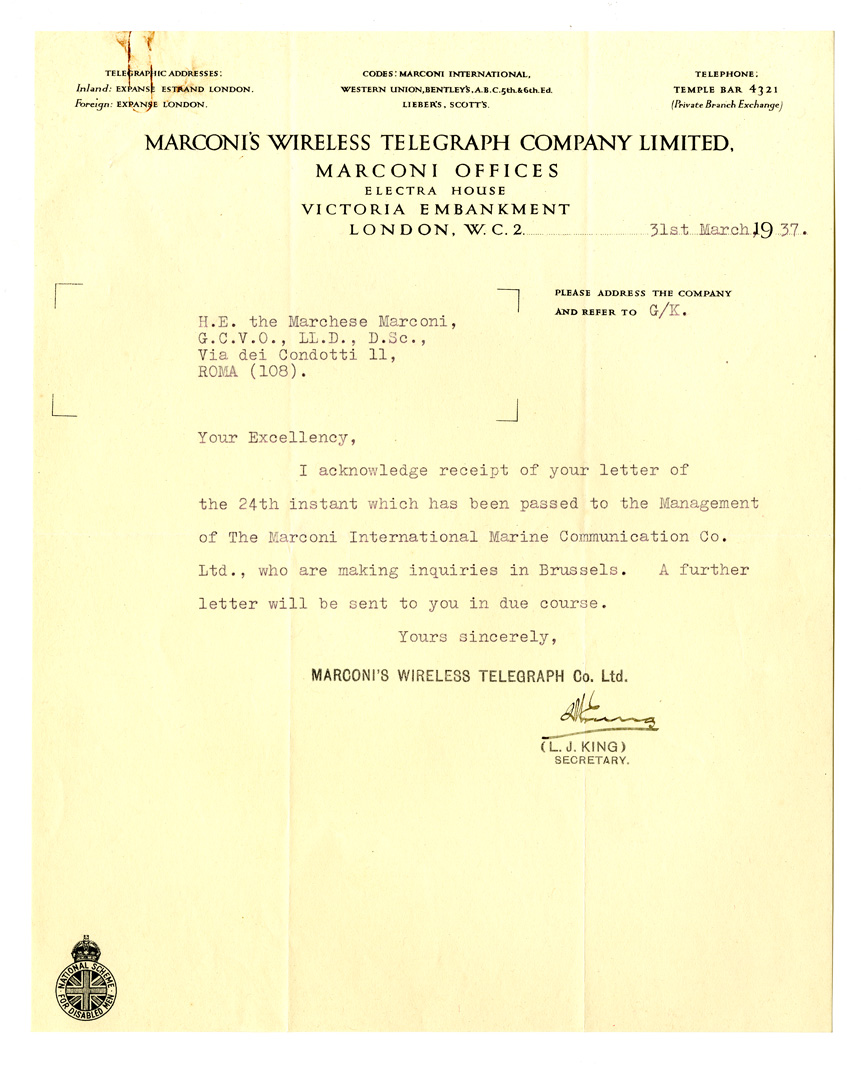 TELEGRAPHIC ADDRESSES:
Inland: EXPANSE ESTRAND LONDON.
Foreign: EXPANSE LONDON.
CODES: MARCONI INTERNATIONAL,
WESTERN UNION, BENTLEY'S, A.B.C. 5th. & 6th. Ed.
LIEBER'S, SCOTT'S.
TELEPHONE:
TEMPLE BAR 4321
(Private Branch Exchange)
MARCONI'S WIRELESS TELEGRAPH COMPANY LIMITED,
MARCONI OFFICES
ELECTRA HOUSE
VICTORIA EMBANKMENT
LONDON, W.C.2. 31st March, 1937.
PLEASE ADDRESS THE COMPANY
AND REFER TO G/K.
H.E. the Marchese Marconi,
G.C.V.O., LL.D., D.Sc.,
Via dei Condotti 11,
ROMA (108).
Your Excellency,
I acknowledge receipt of your letter of
the 24th instant which has been passed to the Management
of The Marconi International Marine Communication Co.
Ltd., who are making inquiries in Brussels. A further
letter will be sent to you in due course.
Yours sincerely,
MARCONI'S WIRELESS TELEGRAPH Co. Ltd.
(L. J. KING)
SECRETARY.
NATIONAL SCHEME
FOR DISABLED MEN